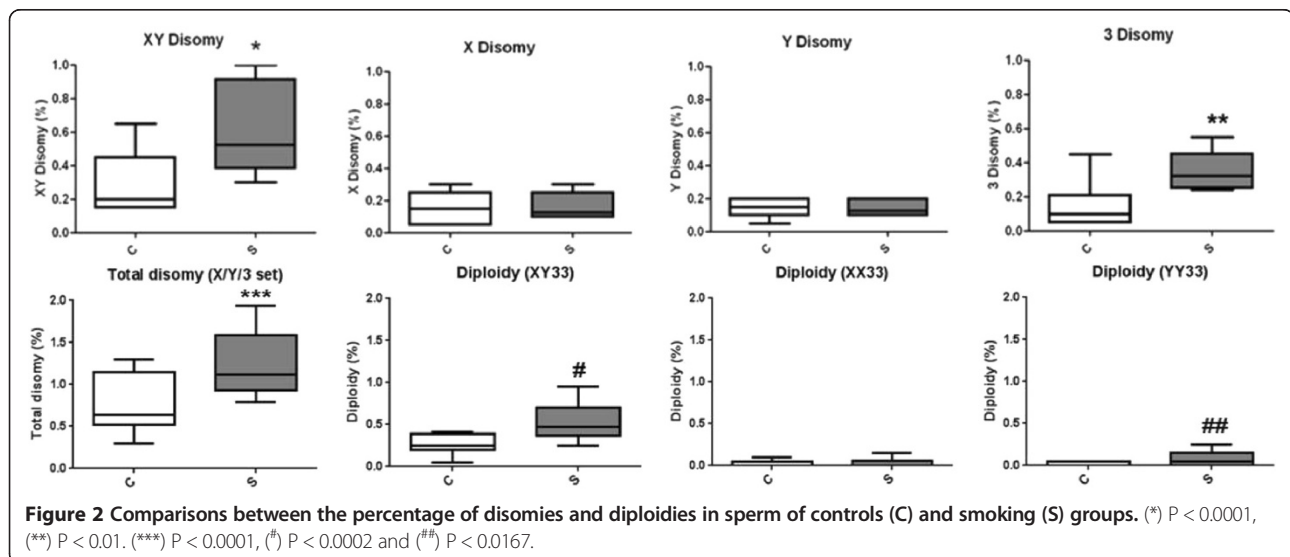 XY Disomy
*
XY Disomy (%)
1.0
0.8
0.6
0.4
0.2
0.0
C
S
X Disomy
X Disomy (%)
1.0
0.8
0.6
0.4
0.2
0.0
C
S
Y Disomy
Y Disomy (%)
1.0
0.8
0.6
0.4
0.2
0.0
C
S
3 Disomy
**
3 Disomy (%)
1.0
0.8
0.6
0.4
0.2
0.0
C
S
Total disomy (X/Y/3 set)
***
Total disomy (%)
2.0
1.5
1.0
0.5
0.0
C
S
Diploidy (XY33)
#
Diploidy (%)
2.0
1.5
1.0
0.5
0.0
C
S
Diploidy (XX33)
Diploidy (%)
2.0
1.5
1.0
0.5
0.0
C
S
Diploidy (YY33)
##
Diploidy (%)
2.0
1.5
1.0
0.5
0.0
C
S
Figure 2 Comparisons between the percentage of disomies and diploidies in sperm of controls (C) and smoking (S) groups. (*) P < 0.0001,
(**) P < 0.01. (***) P < 0.0001, (#) P < 0.0002 and (##) P < 0.0167.